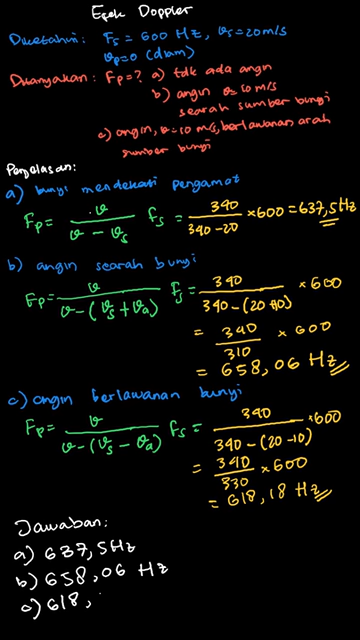 Efek Doppler
Diketahui: Fs = 600 Hz, vs = 20 m/s
vp = 0 (diam)
Ditanyakan: Fp = ? a) tdk ada angin
b) angin v = 10 m/s
searah sumber bunyi
c) angin, v = 10 m/s, berlawanan arah
sumber bunyi
Penjelasan:
a) bunyi mendekati pengamat
Fp = v / (v - vs) fs = 340 / (340 - 20) × 600 = 637,5 Hz
b) angin searah bunyi
Fp = v / (v - (vs + va)) fs = 340 / (340 - (20+10)) × 600
= 340 / 310 × 600
= 658,06 Hz
c) angin berlawanan bunyi
Fp = v / (v - (vs - va)) fs = 340 / (340 - (20 - 10)) × 600
= 340 / 330 × 600
= 618,18 Hz
Jawaban:
a) 637,5 Hz
b) 658,06 Hz
c) 618,